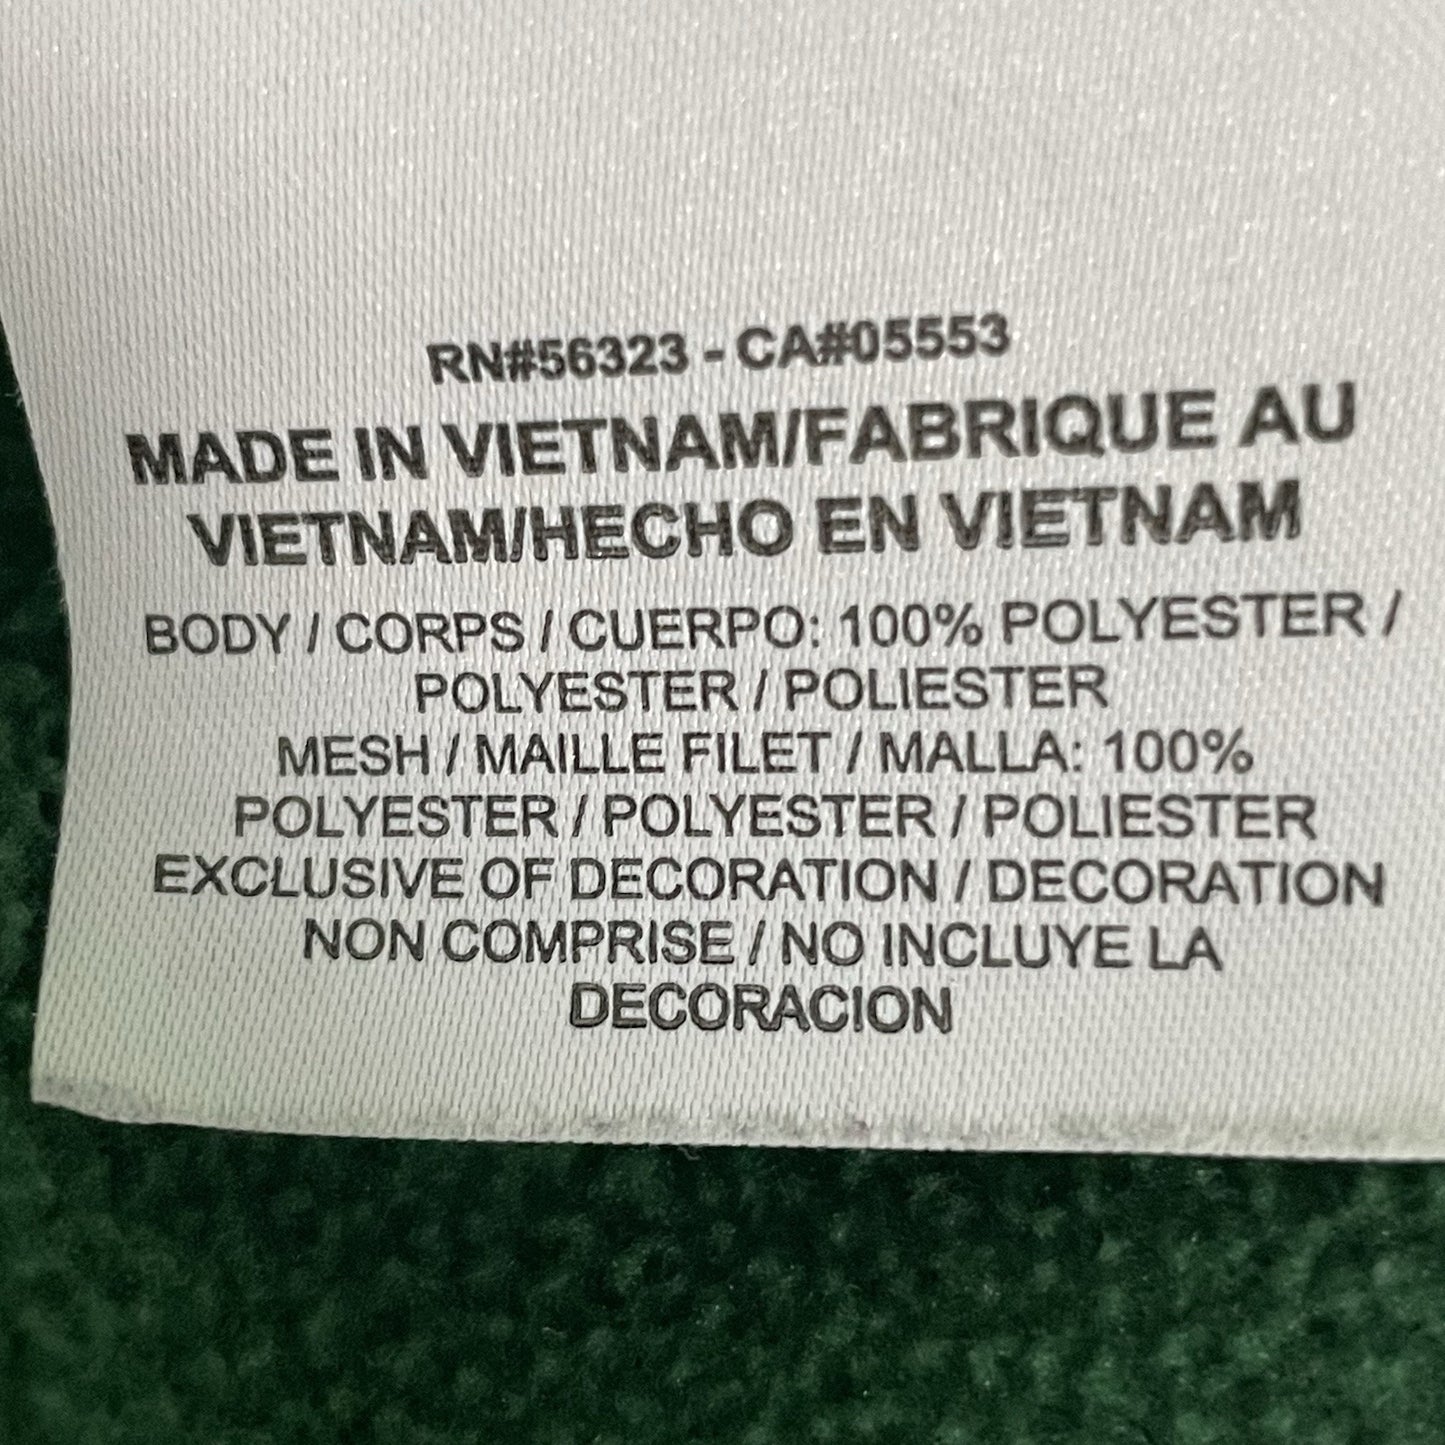 RN#56323 - CA#05553
MADE IN VIETNAM/FABRIQUE AU
VIETNAM/HECHO EN VIETNAM
BODY / CORPS / CUERPO: 100% POLYESTER /
POLYESTER / POLIESTER
MESH / MAILLE FILET / MALLA: 100%
POLYESTER / POLYESTER / POLIESTER
EXCLUSIVE OF DECORATION / DECORATION
NON COMPRISE / NO INCLUYE LA
DECORACION